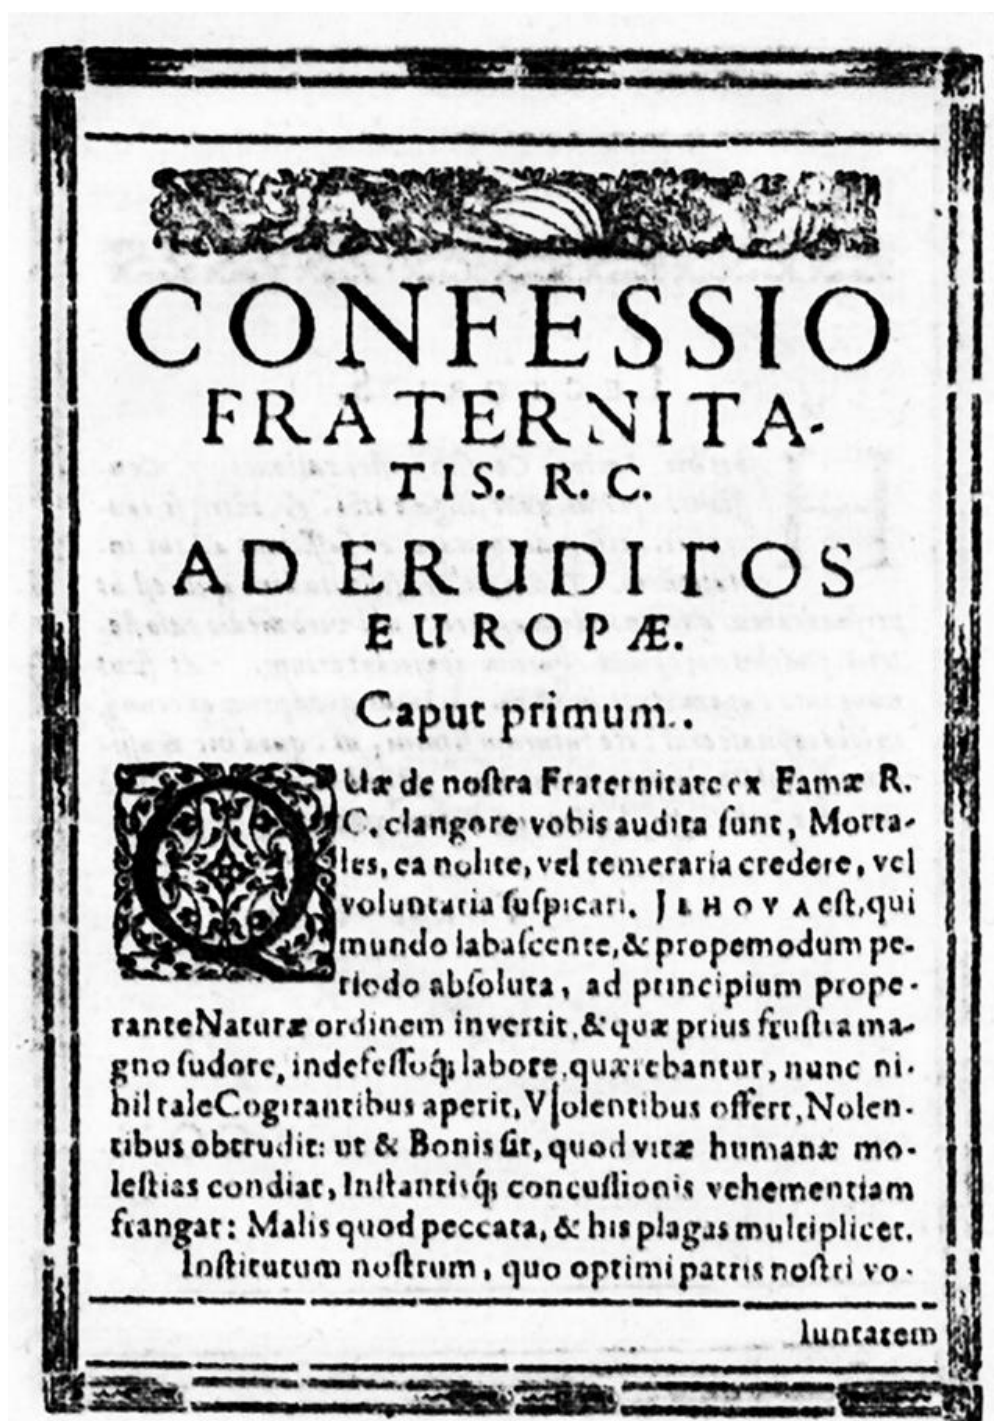 CONFESSIO
FRATERNITA-
TIS. R. C.
AD ERUDITOS
EUROPÆ.
Caput primum..
QUæ de noſtra Fraternitate ex Famæ R.
C. clangore vobis audita ſunt, Morta-
les, ea nolite, vel temeraria credere, vel
voluntaria ſuſpicari. JEHOVA eſt, qui
mundo labaſcente, & propemodum pe-
riodo abſoluta, ad principium prope-
rante Naturæ ordinem invertit, & quæ prius fruſtra ma-
gno ſudore, indefeſſoq́; labore quærebantur, nunc ni-
hil tale Cogitantibus aperit, Volentibus offert, Nolen-
tibus obtrudit: ut & Bonis ſit, quod vitæ humanæ mo-
leſtias condiat, Inſtantiſq́; concuſſionis vehementiam
frangat: Malis quod peccata, & his plagas multiplicet.
Inſtitutum noſtrum, quo optimi patris noſtri vo-
luntatem